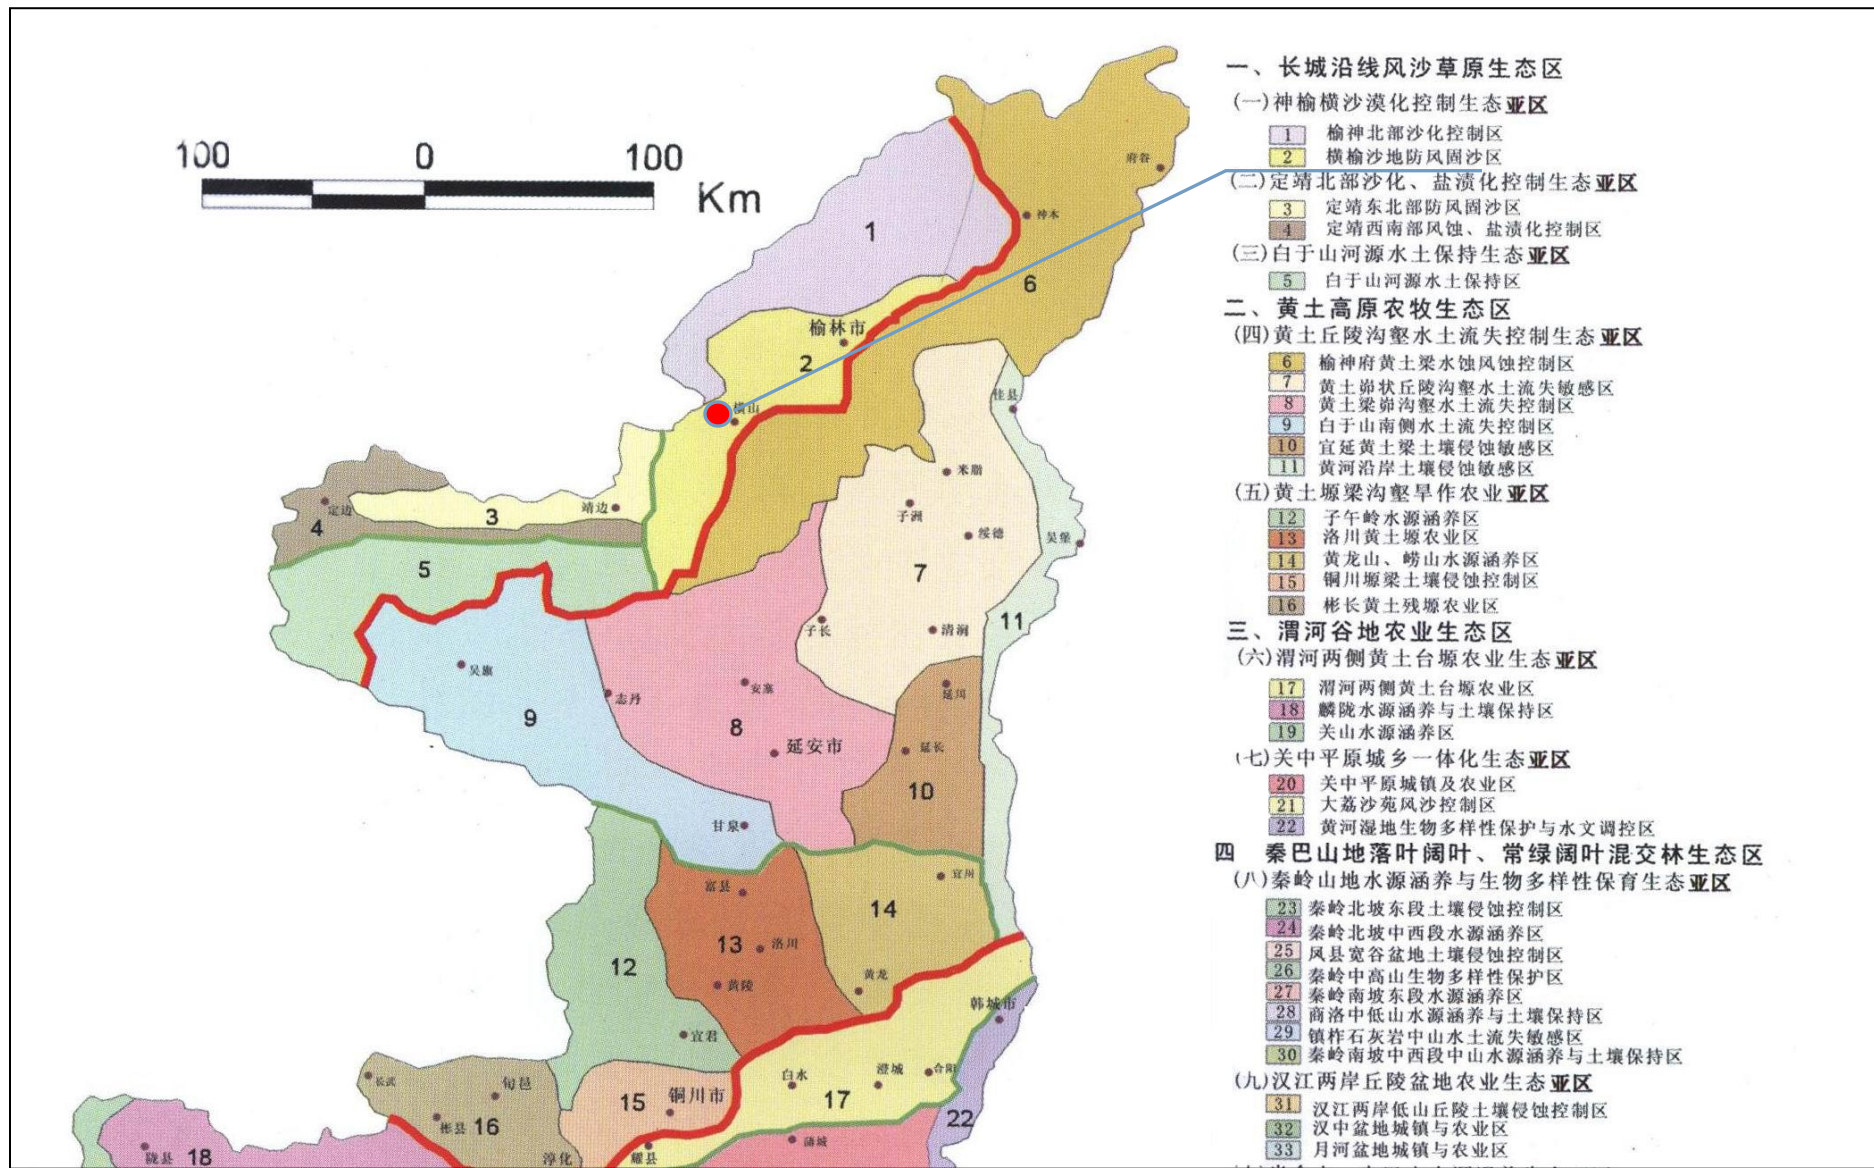 100 0 100
Km
府谷
神木
1
6
榆林市
2
佳县
横山
米脂
定边
4
3
靖边
子洲
绥德
吴堡
5
7
11
子长
清涧
吴旗
志丹
安塞
延川
9
8
延安市
延长
10
甘泉
富县
宜川
14
13
洛川
12
黄陵
黄龙
韩城市
宜君
长武
旬邑
白水
澄城
合阳
15
铜川市
17
22
彬县
16
蒲城
陇县
18
淳化
耀县
一、长城沿线风沙草原生态区
(一)神榆横沙漠化控制生态亚区
1 榆神北部沙化控制区
2 横榆沙地防风固沙区
(二)定靖北部沙化、盐渍化控制生态亚区
3 定靖东北部防风固沙区
4 定靖西南部风蚀、盐渍化控制区
(三)白于山河源水土保持生态亚区
5 白于山河源水土保持区
二、黄土高原农牧生态区
(四)黄土丘陵沟壑水土流失控制生态亚区
6 榆神府黄土梁水蚀风蚀控制区
7 黄土峁状丘陵沟壑水土流失敏感区
8 黄土梁峁沟壑水土流失控制区
9 白于山南侧水土流失控制区
10 宜延黄土梁土壤侵蚀敏感区
11 黄河沿岸土壤侵蚀敏感区
(五)黄土塬梁沟壑旱作农业亚区
12 子午岭水源涵养区
13 洛川黄土塬农业区
14 黄龙山、崂山水源涵养区
15 铜川塬梁土壤侵蚀控制区
16 彬长黄土残塬农业区
三、渭河谷地农业生态区
(六)渭河两侧黄土台塬农业生态亚区
17 渭河两侧黄土台塬农业区
18 麟陇水源涵养与土壤保持区
19 关山水源涵养区
(七)关中平原城乡一体化生态亚区
20 关中平原城镇及农业区
21 大荔沙苑风沙控制区
22 黄河湿地生物多样性保护与水文调控区
四 秦巴山地落叶阔叶、常绿阔叶混交林生态区
(八)秦岭山地水源涵养与生物多样性保育生态亚区
23 秦岭北坡东段土壤侵蚀控制区
24 秦岭北坡中西段水源涵养区
25 凤县宽谷盆地土壤侵蚀控制区
26 秦岭中高山生物多样性保护区
27 秦岭南坡东段水源涵养区
28 商洛中低山水源涵养与土壤保持区
29 镇柞石灰岩中山水土流失敏感区
30 秦岭南坡中西段中山水源涵养与土壤保持区
(九)汉江两岸丘陵盆地农业生态亚区
31 汉江两岸低山丘陵土壤侵蚀控制区
32 汉中盆地城镇与农业区
33 月河盆地城镇与农业区